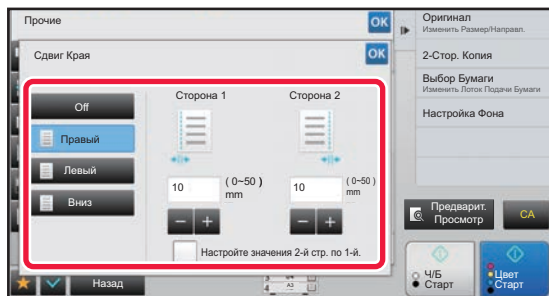 Прочие
OK
Сдвиг Края
OK
Off
Правый
Левый
Вниз
Сторона 1
Сторона 2
10
(0~50)
mm
10
(0~50)
mm
Настройте значения 2-й стр. по 1-й.
Назад
A3
Оригинал
Изменить Размер/Направл.
2-Стор. Копия
Выбор Бумаги
Изменить Лоток Подачи Бумаги
Настройка Фона
Предварит.
Просмотр
CA
Ч/Б
Старт
Цвет
Старт